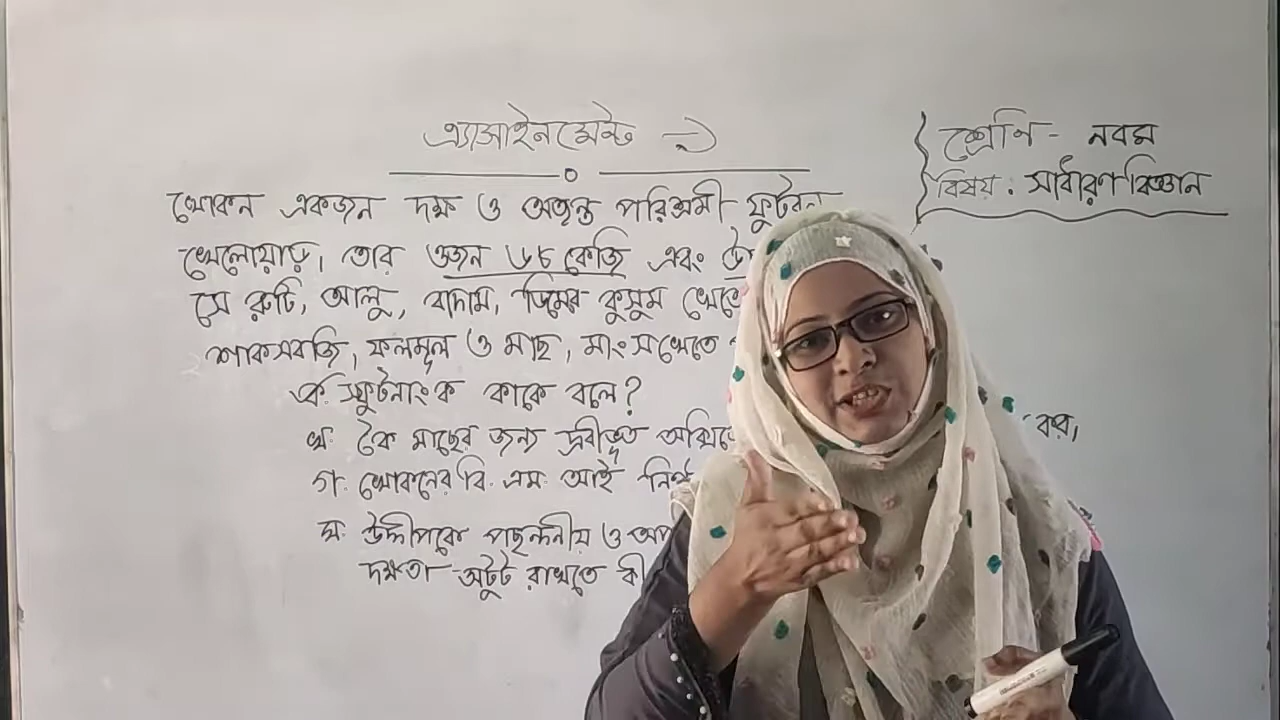 এ্যাসাইনমেন্ট -১
শ্রেণি - নবম
বিষয় : সাধারণ বিজ্ঞান
খোকন একজন দক্ষ ও অত্যন্ত পরিশ্রমী ফুটবল
খেলোয়াড়। তার ওজন ৬৮ কেজি এবং
সে রুটি, আলু, বাদাম, ডিমের কুসুম খেতে
শাকসবজি, ফলমূল ও মাছ, মাংস খেতে
ক. স্ফুটনাংক কাকে বলে?
খ. কৈ মাছের জন্য দ্রবীভূত কর।
গ. খোকনের বি. এম. আই
ঘ. উদ্দীপকে পছন্দনীয় ও
দক্ষতা অটুট রাখতে কী